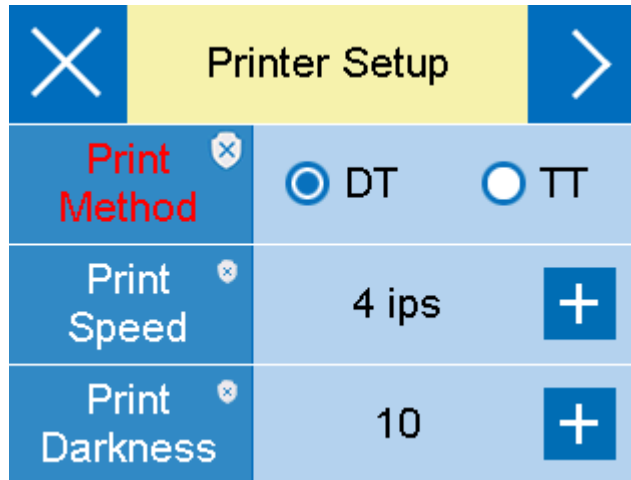 Printer Setup
Print
Method
DT
TT
Print
Speed
4 ips
Print
Darkness
10